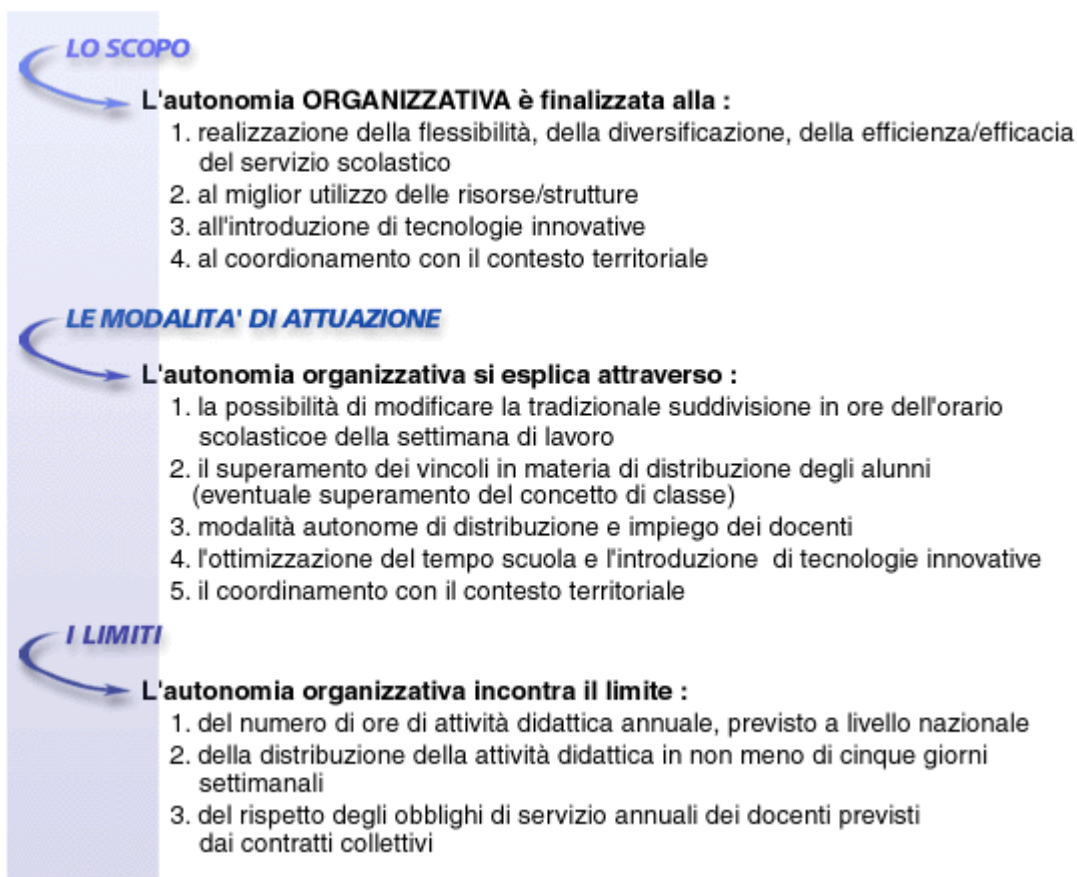 LO SCOPO
L'autonomia ORGANIZZATIVA è finalizzata alla :
1. realizzazione della flessibilità, della diversificazione, della efficienza/efficacia
del servizio scolastico
2. al miglior utilizzo delle risorse/strutture
3. all'introduzione di tecnologie innovative
4. al coordionamento con il contesto territoriale
LE MODALITA' DI ATTUAZIONE
L'autonomia organizzativa si esplica attraverso :
1. la possibilità di modificare la tradizionale suddivisione in ore dell'orario
scolasticoe della settimana di lavoro
2. il superamento dei vincoli in materia di distribuzione degli alunni
(eventuale superamento del concetto di classe)
3. modalità autonome di distribuzione e impiego dei docenti
4. l'ottimizzazione del tempo scuola e l'introduzione di tecnologie innovative
5. il coordinamento con il contesto territoriale
I LIMITI
L'autonomia organizzativa incontra il limite :
1. del numero di ore di attività didattica annuale, previsto a livello nazionale
2. della distribuzione della attività didattica in non meno di cinque giorni
settimanali
3. del rispetto degli obblighi di servizio annuali dei docenti previsti
dai contratti collettivi